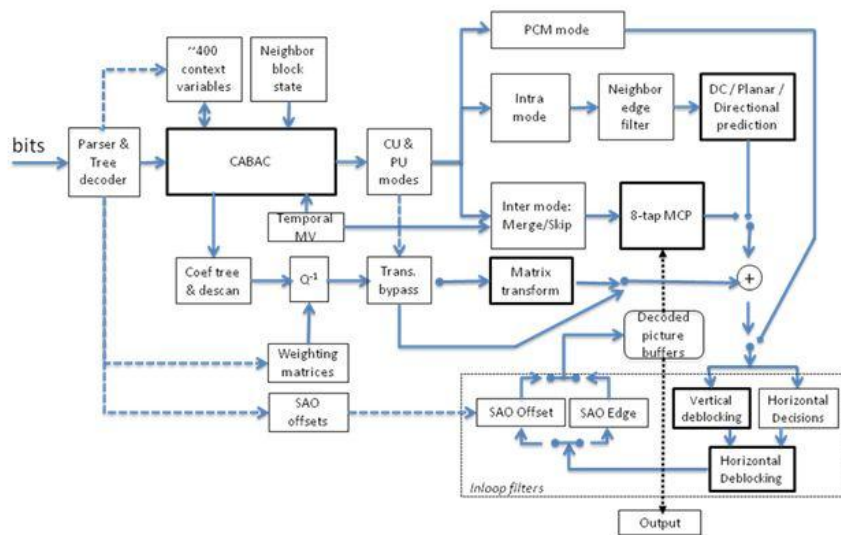 PCM mode
~400
context
variables
Neighbor
block
state
Intra
mode
Neighbor
edge
filter
DC / Planar /
Directional
prediction
bits
Parser &
Tree
decoder
CABAC
CU &
PU
modes
Temporal
MV
Inter mode:
Merge/Skip
8-tap MCP
Coef tree
& descan
Q-1
Trans.
bypass
Matrix
transform
+
Decoded
picture
buffers
Weighting
matrices
SAO
offsets
SAO Offset
SAO Edge
Vertical
deblocking
Horizontal
Decisions
Horizontal
Deblocking
Inloop filters
Output